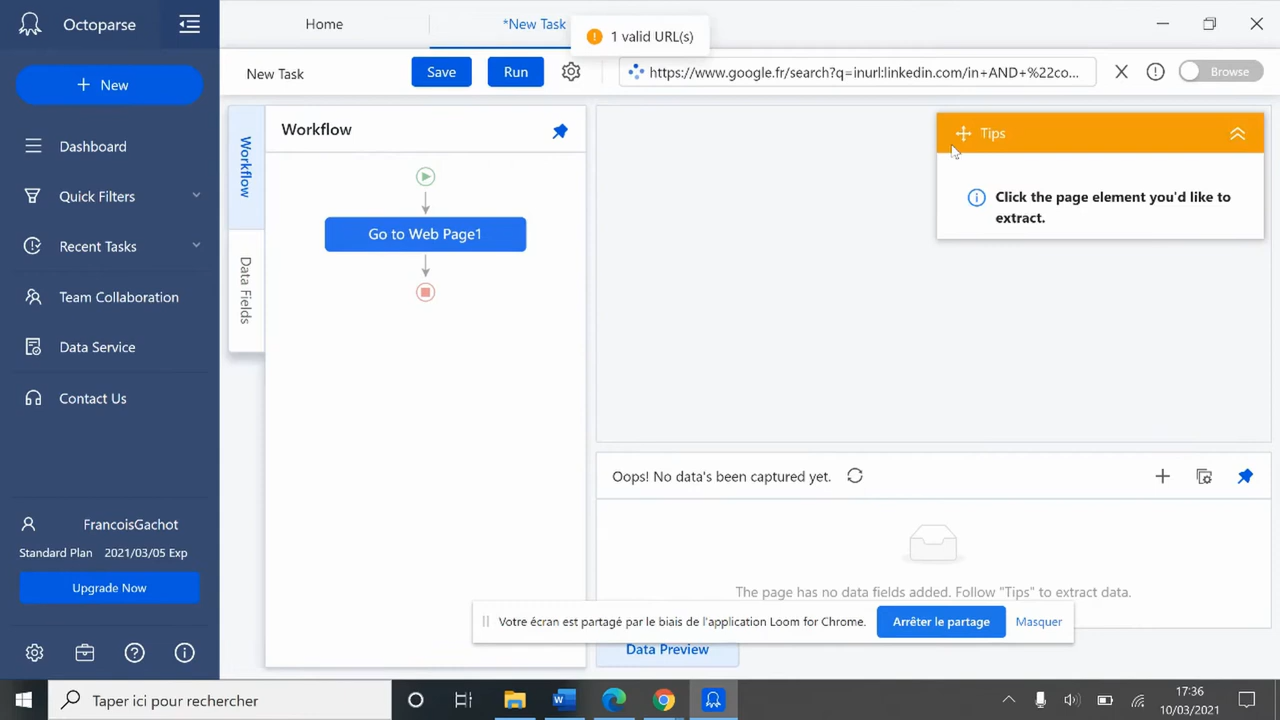 Octoparse
Home
*New Task
1 valid URL(s)
New Task
Save
Run
https://www.google.fr/search?q=inurl:linkedin.com/in+AND+%22co...
Browse
New
Dashboard
Quick Filters
Recent Tasks
Team Collaboration
Data Service
Contact Us
FrancoisGachot
Standard Plan 2021/03/05 Exp
Upgrade Now
Workflow
Data Fields
Workflow
Go to Web Page1
Tips
Click the page element you'd like to
extract.
Oops! No data's been captured yet.
The page has no data fields added. Follow "Tips" to extract data.
Votre écran est partagé par le biais de l'application Loom for Chrome.
Arrêter le partage
Masquer
Data Preview
Taper ici pour rechercher
17:36
10/03/2021